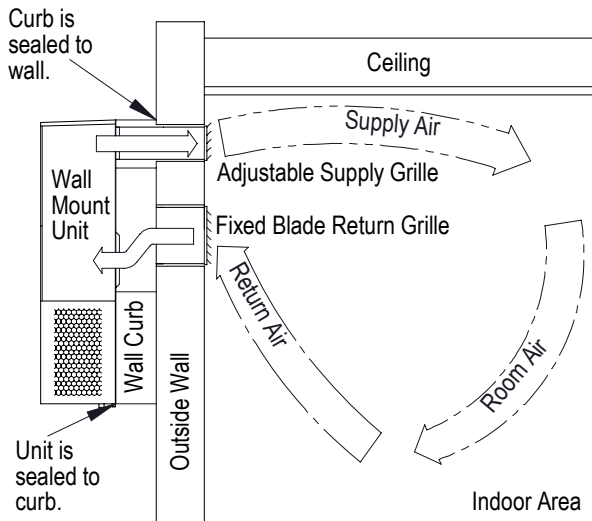 Curb is
sealed to
wall.
Ceiling
Supply Air
Adjustable Supply Grille
Wall
Mount
Unit
Fixed Blade Return Grille
Return Air
Room Air
Wall Curb
Outside Wall
Unit is
sealed to
curb.
Indoor Area